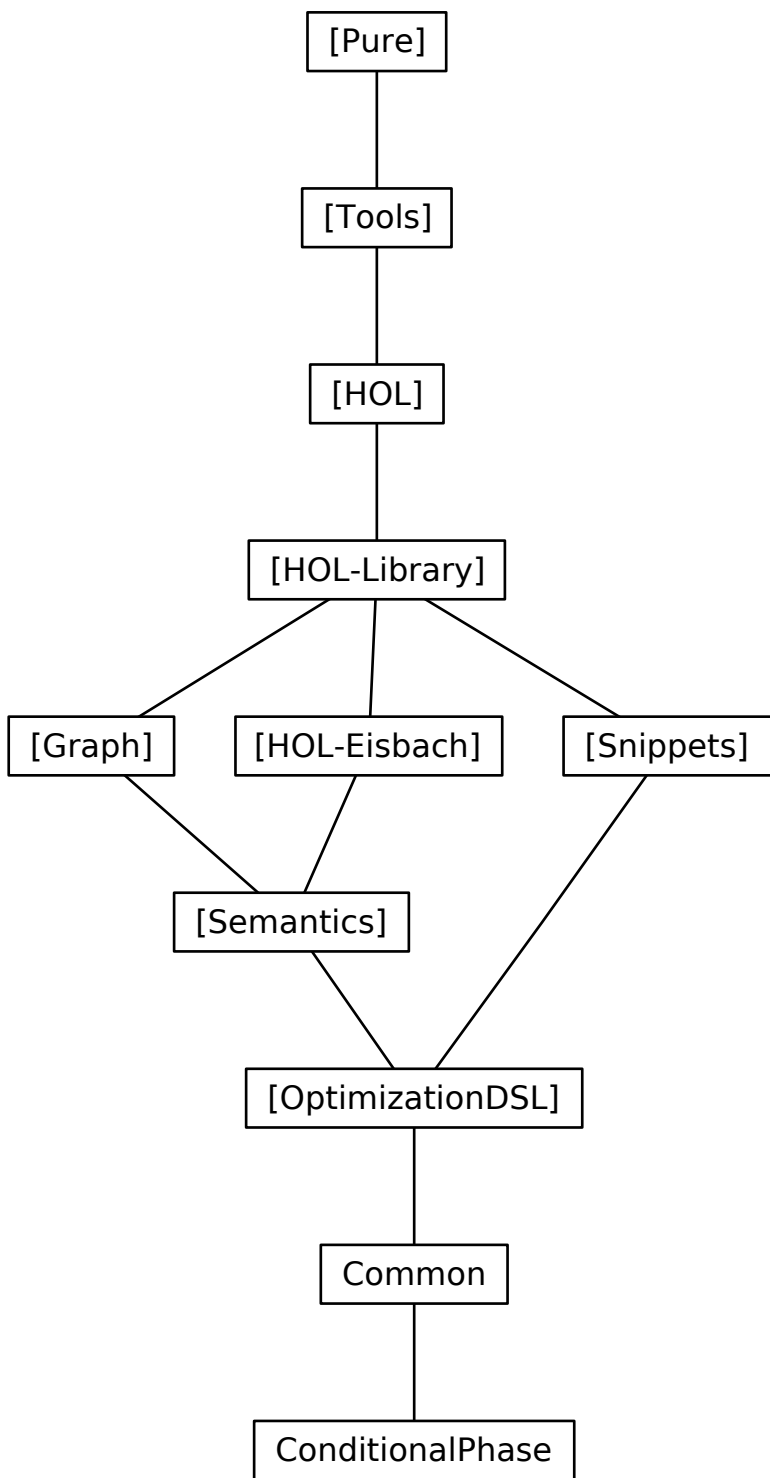 [Pure]
[Tools]
[HOL]
[HOL-Library]
[Graph]
[HOL-Eisbach]
[Snippets]
[Semantics]
[OptimizationDSL]
Common
ConditionalPhase